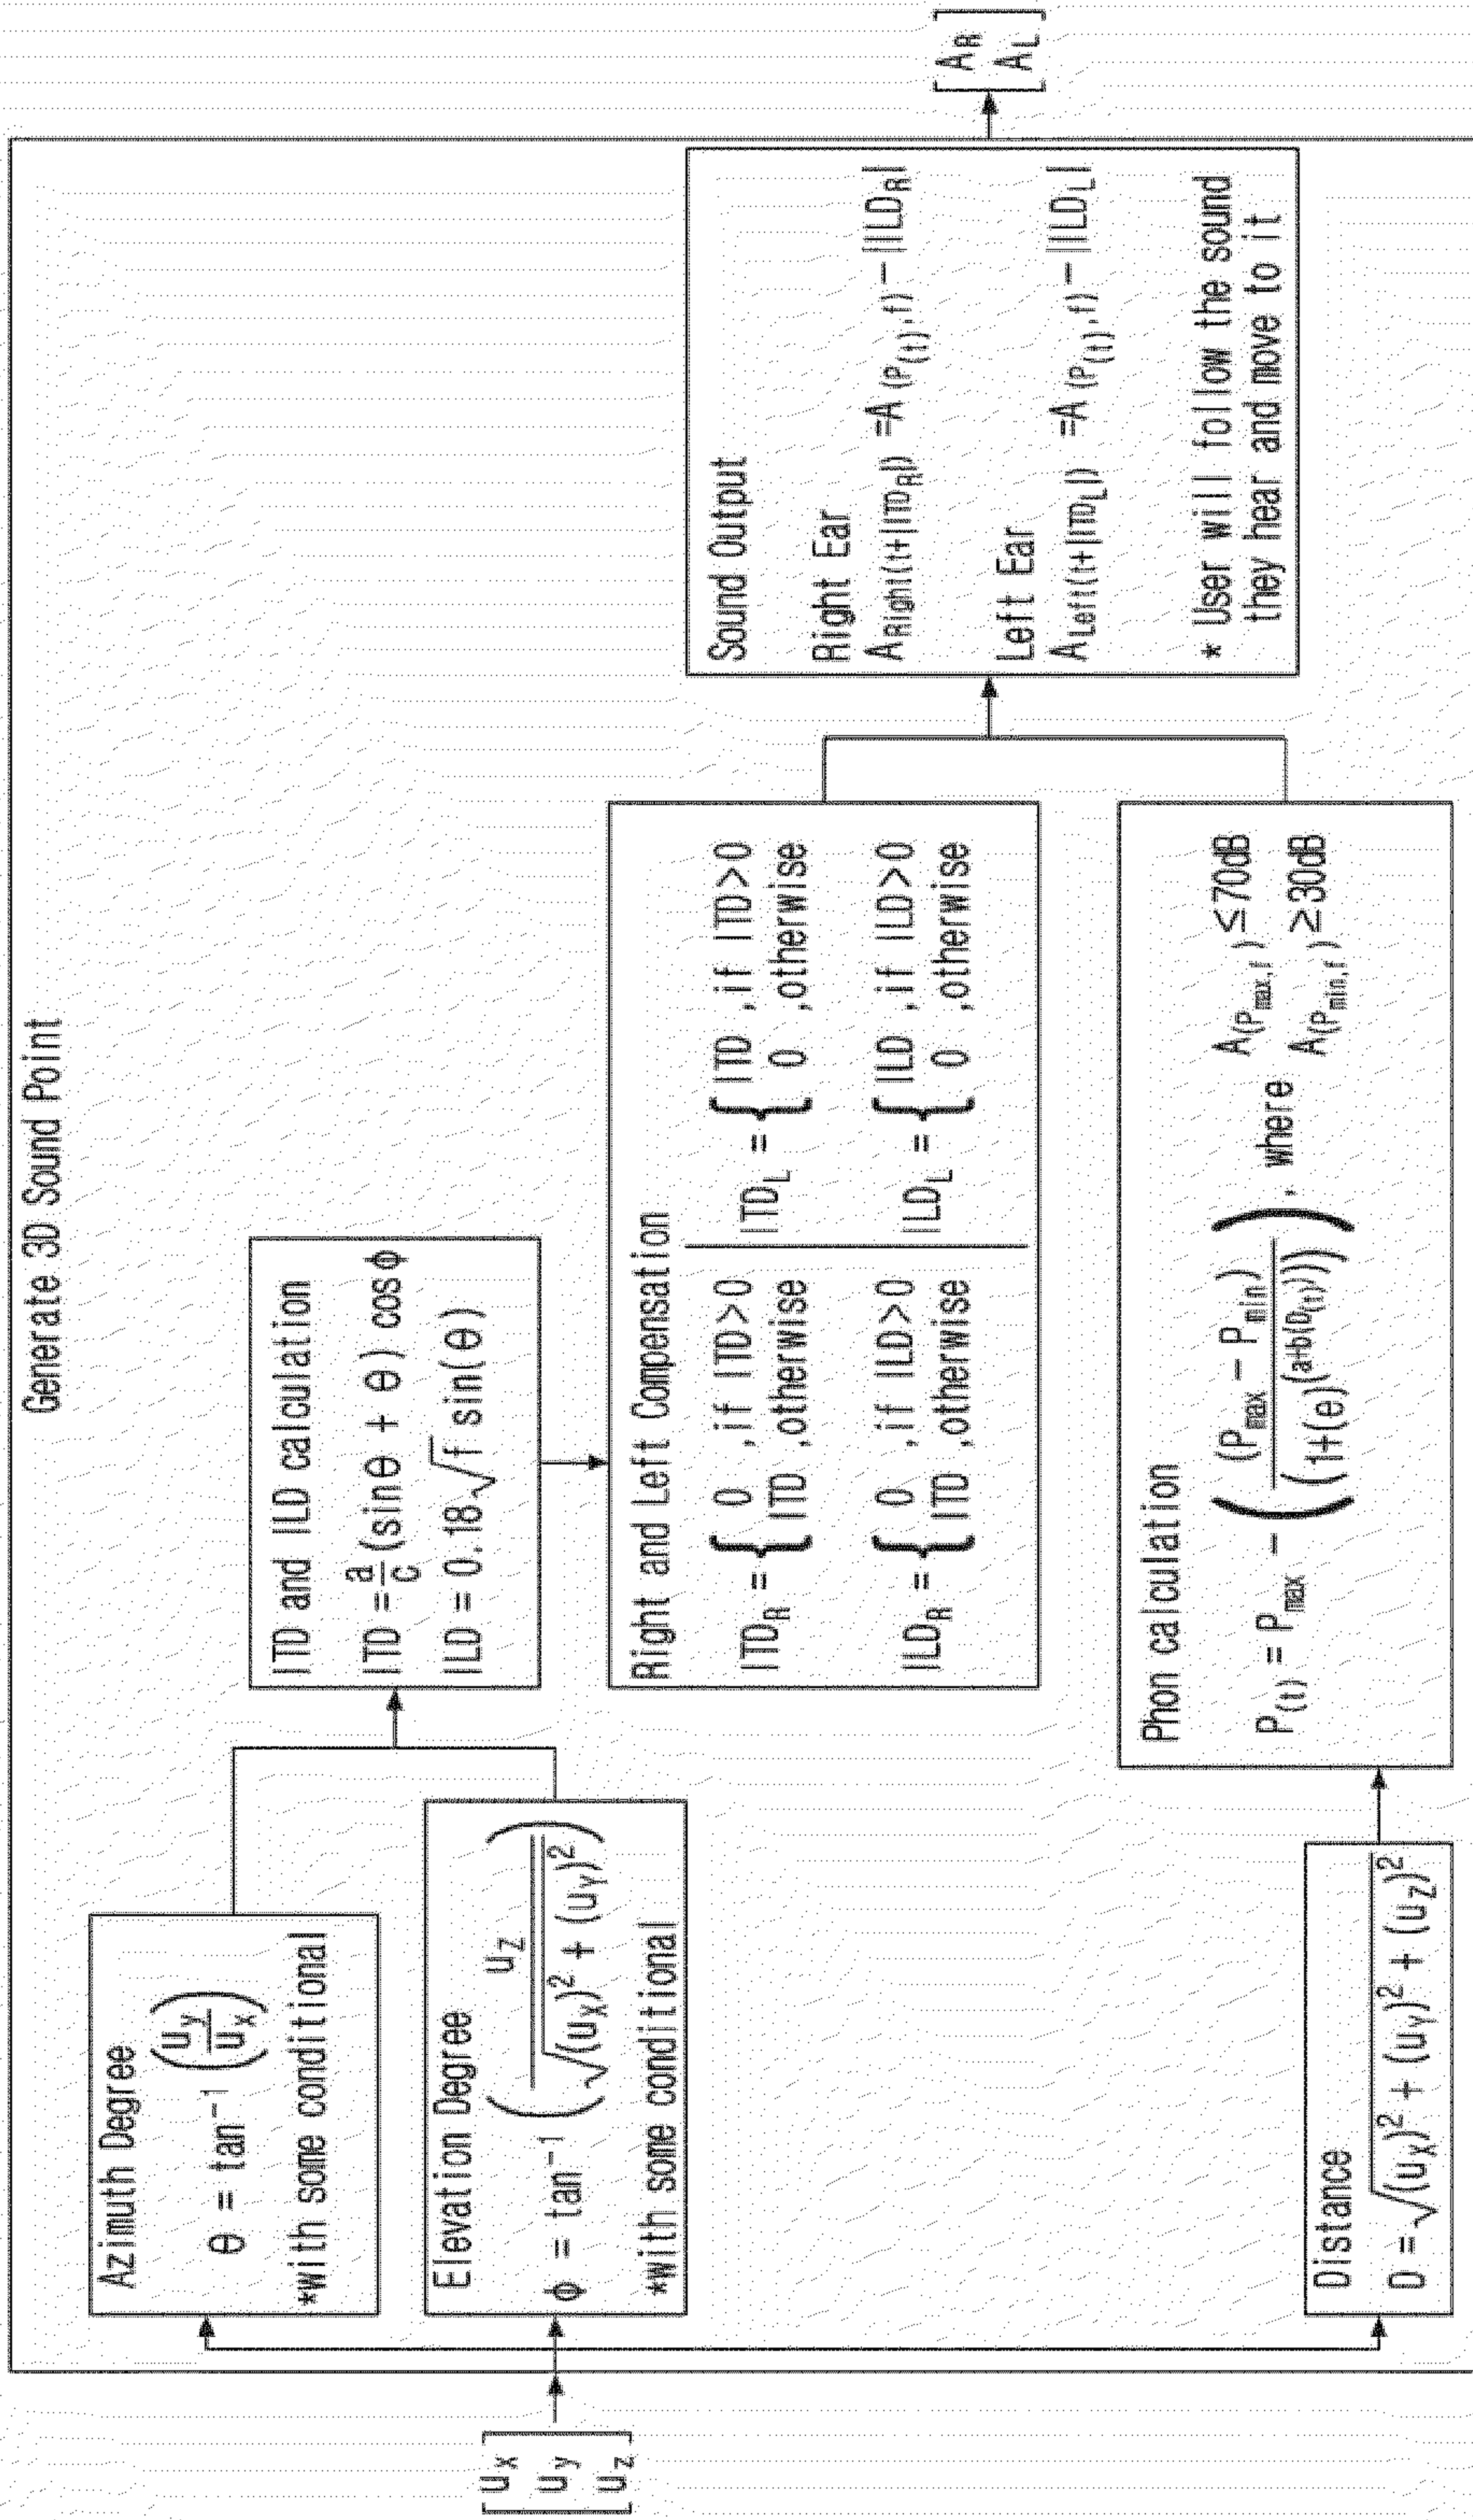 Generate 3D Sound Point
[u_x
u_y
u_z]
Azimuth Degree
θ = tan⁻¹ (u_y / u_x)
*with some conditional
Elevation Degree
ϕ = tan⁻¹ (u_z / √((u_x)² + (u_y)²))
*with some conditional
Distance
D = √((u_x)² + (u_y)² + (u_z)²)
ITD and ILD calculation
ITD = a/c (sinθ + θ) cosϕ
ILD = 0.18√f sin(θ)
Right and Left Compensation
ITD_R = { 0 ,if ITD>0
ITD ,otherwise
ITD_L = { ITD ,if ITD>0
0 ,otherwise
ILD_R = { 0 ,if ILD>0
ILD ,otherwise
ILD_L = { ILD ,if ILD>0
0 ,otherwise
Phon calculation
P_(t) = P_max − ( (P_max − P_min) / (1+(e)^(a+b(D_(t)))) ) , where
A_(P_max,f) ≤70dB
A_(P_min,f) ≥30dB
Sound Output
Right Ear
A_Right(t+|ITD_R|) =A (P_(t),f) − |ILD_R|
Left Ear
A_Left(t+|ITD_L|) =A (P_(t),f) − |ILD_L|
* User will follow the sound
they hear and move to it
[A_R
A_L]